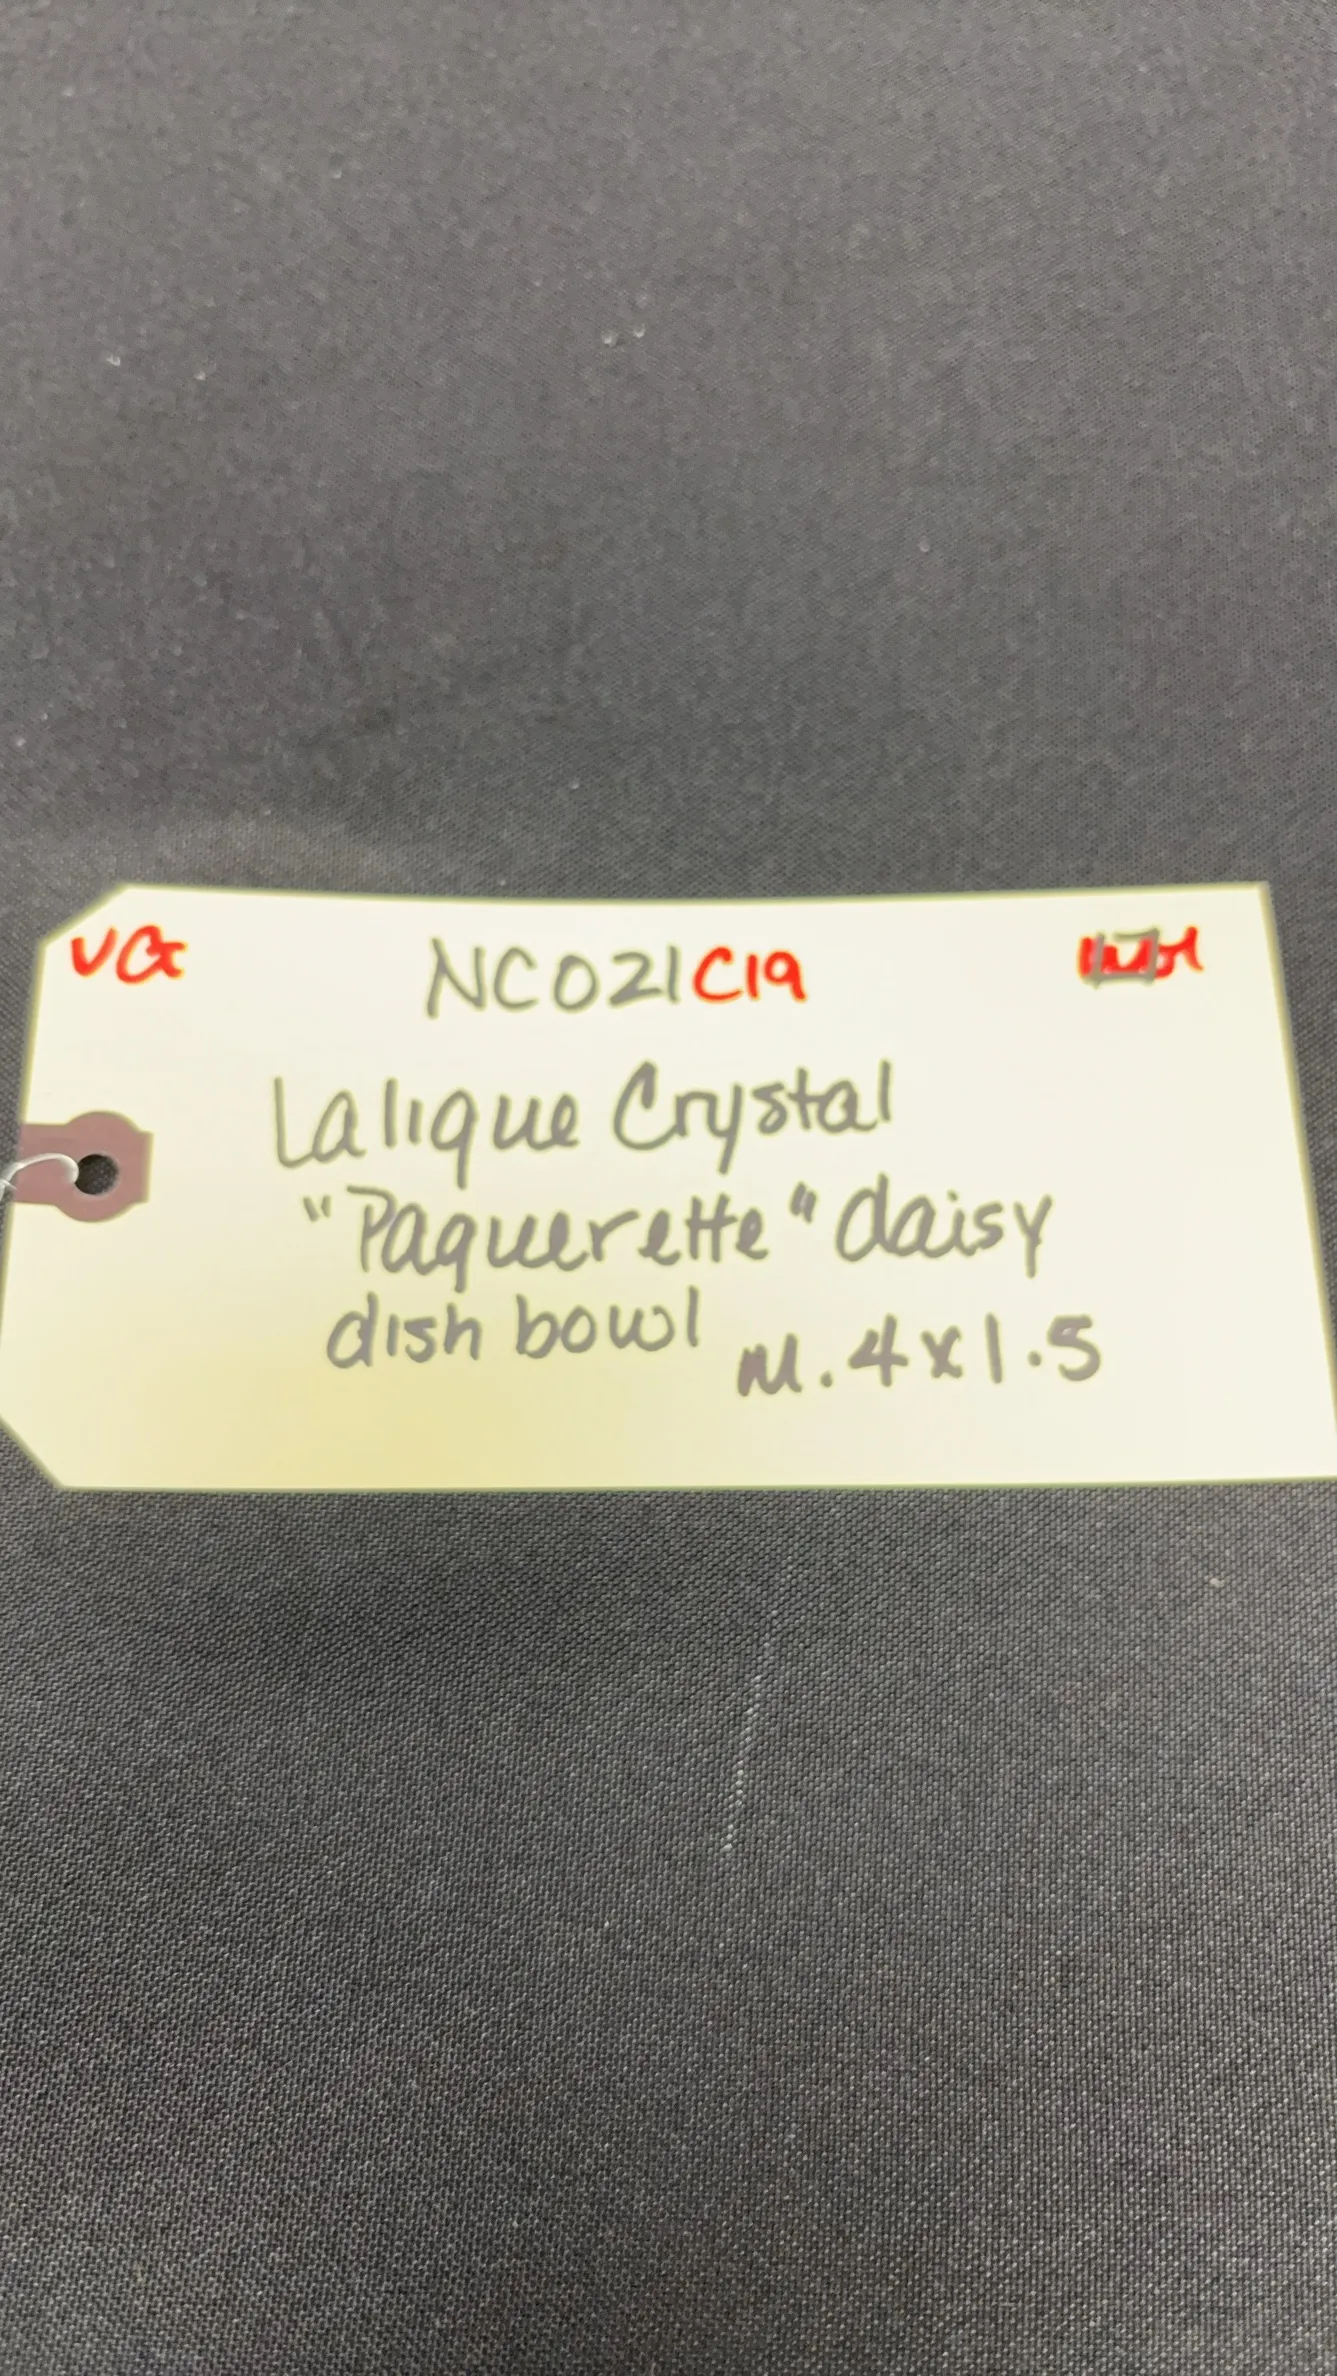 VG NC021C19
Lalique Crystal
"Paquerette" daisy
dish bowl M. 4x1.5